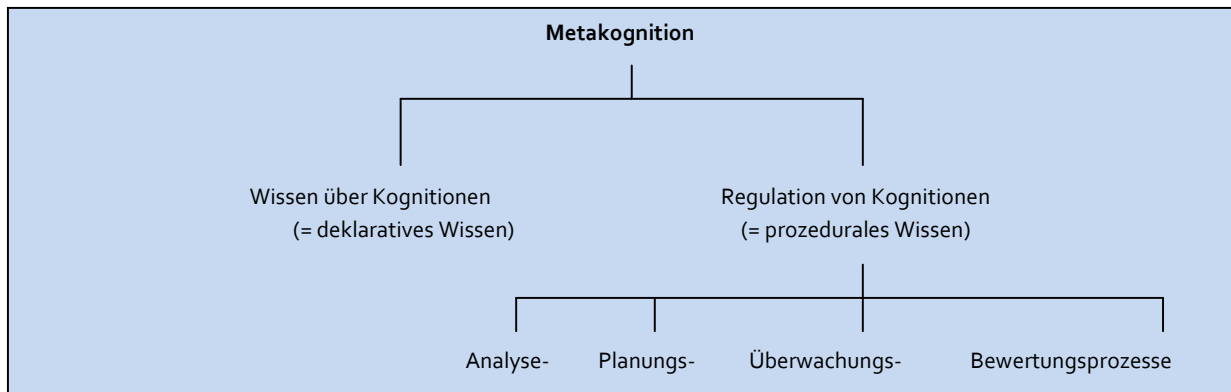 Metakognition
Wissen über Kognitionen
(= deklaratives Wissen)
Regulation von Kognitionen
(= prozedurales Wissen)
Analyse- Planungs- Überwachungs- Bewertungsprozesse